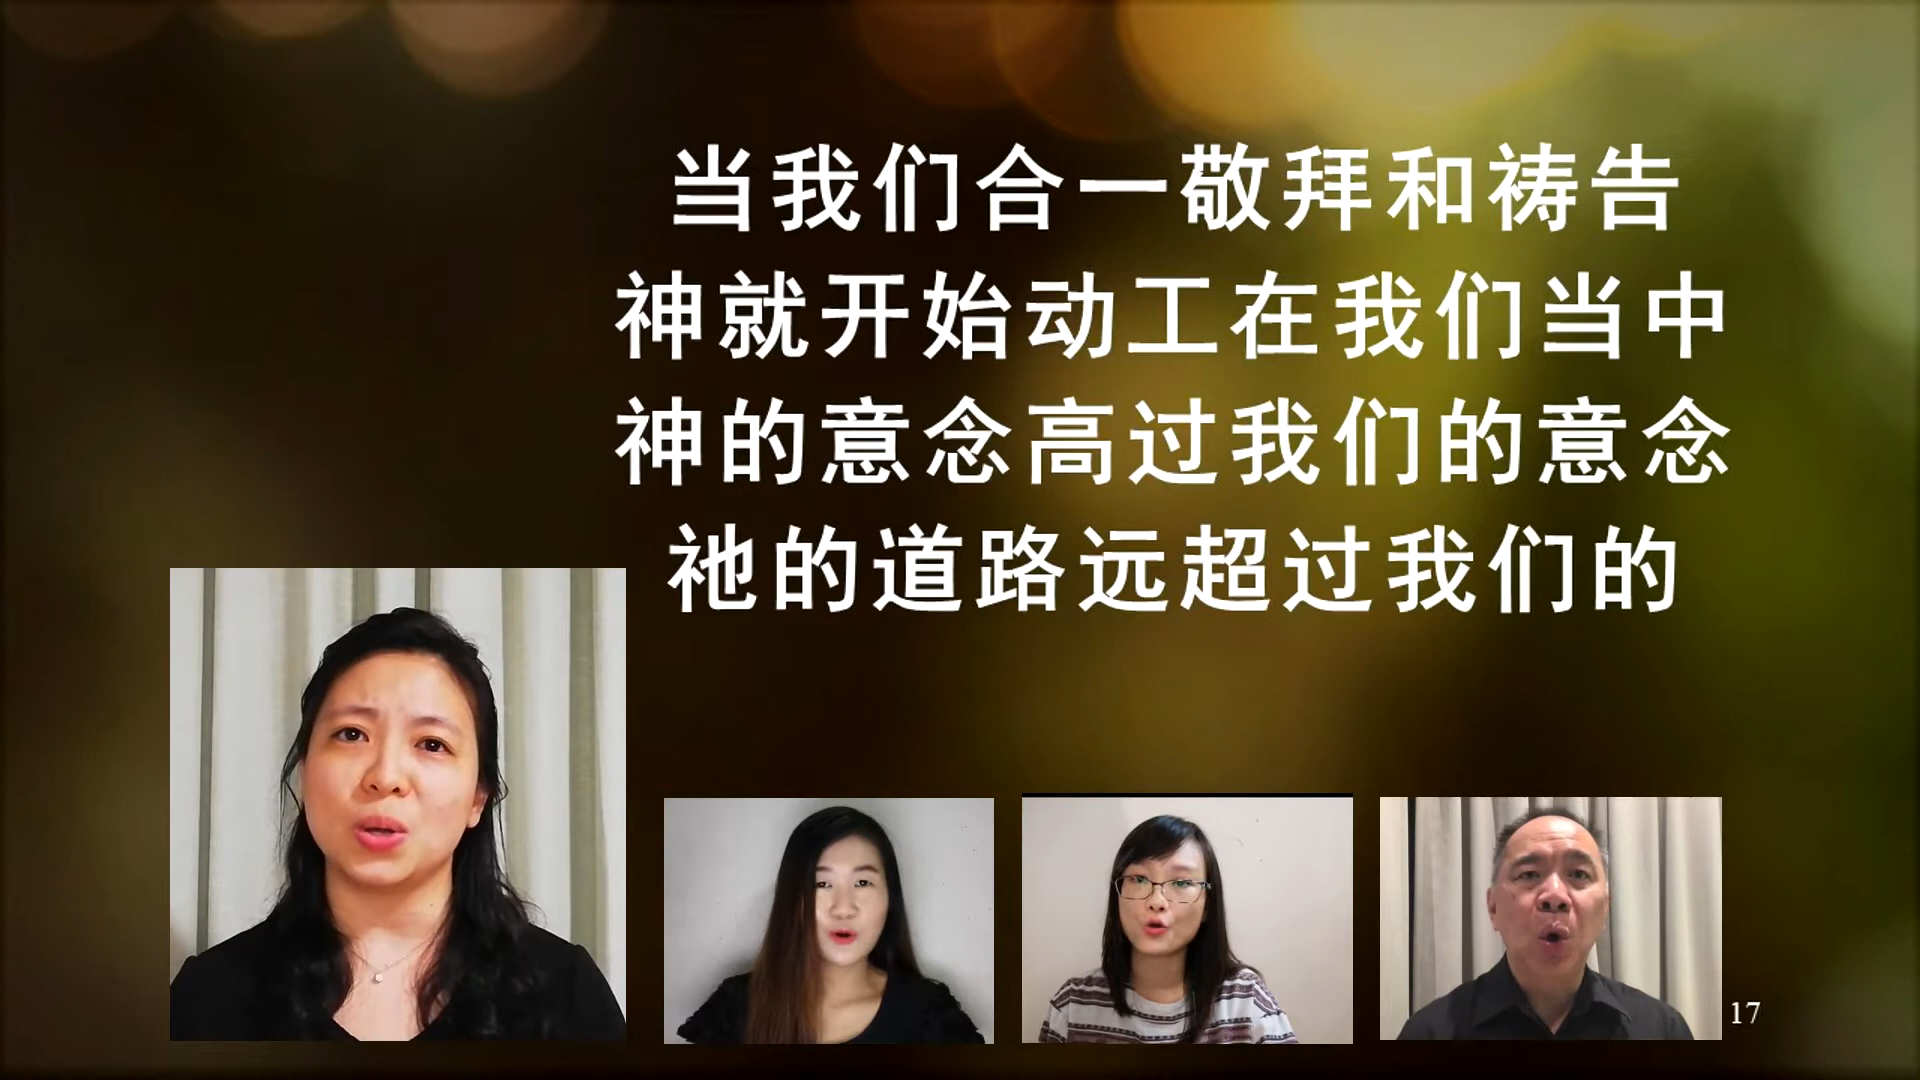 当我们合一敬拜和祷告
神就开始动工在我们当中
神的意念高过我们的意念
祂的道路远超过我们的
17